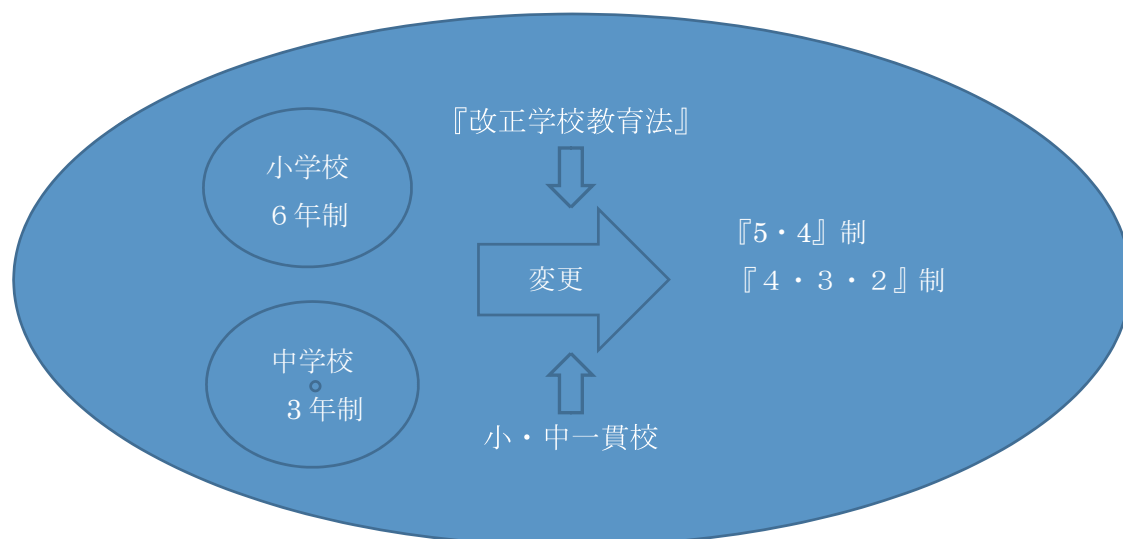 小学校
６年制
中学校
３年制
『改正学校教育法』
変更
小・中一貫校
『5・4』制
『４・３・２』制